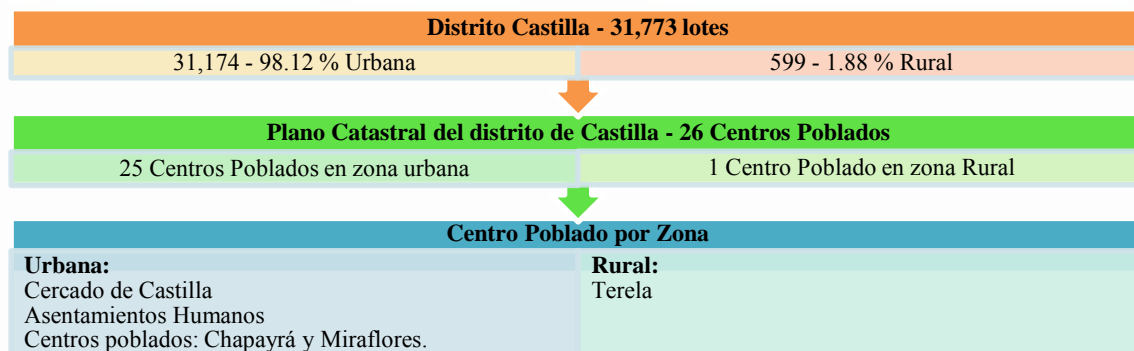 Distrito Castilla - 31,773 lotes
31,174 - 98.12 % Urbana
599 - 1.88 % Rural
Plano Catastral del distrito de Castilla - 26 Centros Poblados
25 Centros Poblados en zona urbana
1 Centro Poblado en zona Rural
Centro Poblado por Zona
Urbana:
Cercado de Castilla
Asentamientos Humanos
Centros poblados: Chapayrá y Miraflores.
Rural:
Terela